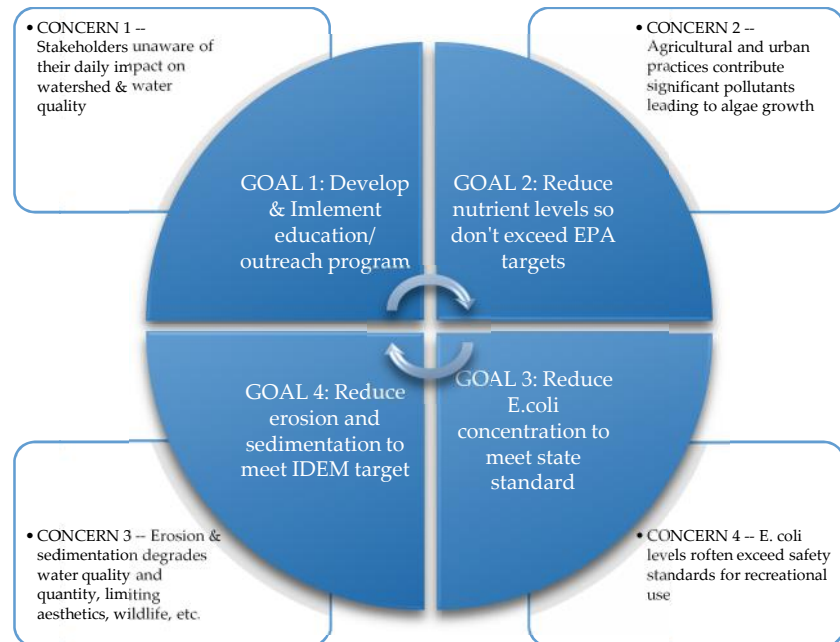 • CONCERN 1 --
Stakeholders unaware of
their daily impact on
watershed & water
quality
• CONCERN 2 --
Agricultural and urban
practices contribute
significant pollutants
leading to algae growth
GOAL 1: Develop
& Imlement
education/
outreach program
GOAL 2: Reduce
nutrient levels so
don't exceed EPA
targets
GOAL 4: Reduce
erosion and
sedimentation to
meet IDEM target
GOAL 3: Reduce
E.coli
concentration to
meet state
standard
• CONCERN 3 -- Erosion &
sedimentation degrades
water quality and
quantity, limiting
aesthetics, wildlife, etc.
• CONCERN 4 -- E. coli
levels roften exceed safety
standards for recreational
use